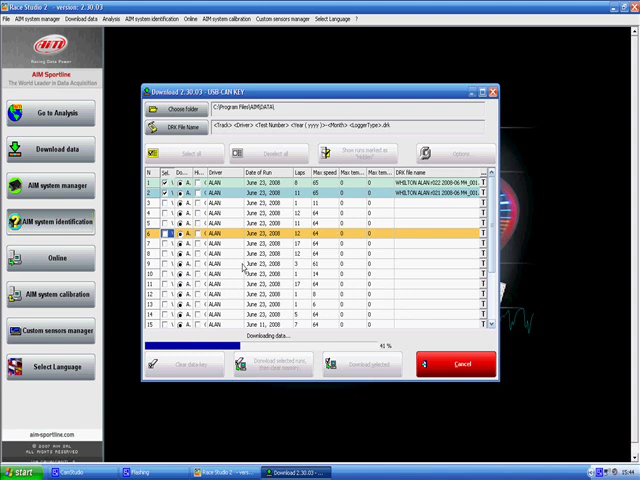 Race Studio 2 - version: 2.30.03
File AIM system manager Download data Analysis AIM system identification Online AIM system calibration Custom sensors manager Select Language ?
AIM
Racing Data Power
AIM Sportline
The World Leader in Data Acquisition
Go to Analysis
Download data
AIM system manager
AIM system identification
Online
AIM system calibration
Custom sensors manager
Select Language
aim-sportline.com
© 2007 AIM SRL
ALL RIGHTS RESERVED
Download 2.30.03 - USB-CAN KEY
Choose folder C:\Program Files\AIM\DATA\
DRK File Name <Track> <Driver> <Test Number> <Year ( yyyy )>-<Month> <LoggerType>.drk
Select all Deselect all Show runs marked as "Hidden" Options...
N Sel. Do... Hi... Driver Date of Run Laps Max speed Max tem... Max tem... DRK file name ...
1 A. ALAN June 23, 2008 8 65 0 0 WHILTON ALAN r022 2008-06 M4_001. T
2 A. ALAN June 23, 2008 11 65 0 0 WHILTON ALAN r021 2008-06 M4_001. T
3 A. ALAN June 23, 2008 1 11 0 0 T
4 A. ALAN June 23, 2008 12 64 0 0 T
5 A. ALAN June 23, 2008 11 64 0 0 T
6 A. ALAN June 23, 2008 12 64 0 0 T
7 A. ALAN June 23, 2008 17 64 0 0 T
8 A. ALAN June 23, 2008 12 64 0 0 T
9 A. ALAN June 23, 2008 3 61 0 0 T
10 A. ALAN June 23, 2008 1 14 0 0 T
11 A. ALAN June 23, 2008 17 64 0 0 T
12 A. ALAN June 23, 2008 1 8 0 0 T
13 A. ALAN June 23, 2008 1 6 0 0 T
14 A. ALAN June 23, 2008 5 64 0 0 T
15 A. ALAN June 11, 2008 7 64 0 0 T
Downloading data...
41 %
Clear data-key Download selected runs, then clear memory Download selected Cancel
start CamStudio Flashing Race Studio 2 - vers... Download 2.30.03 - ... 15:44